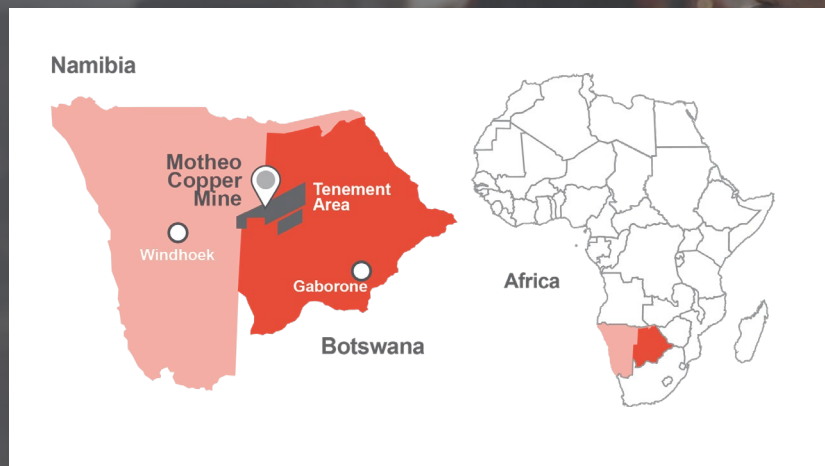 Namibia
Motheo
Copper
Mine
Tenement
Area
Windhoek
Gaborone
Botswana
Africa